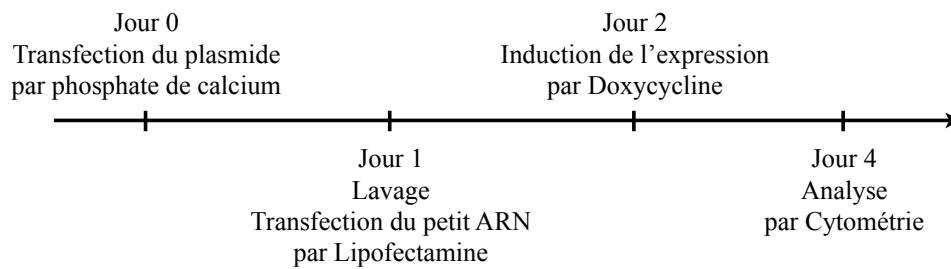 Jour 0
Transfection du plasmide
par phosphate de calcium
Jour 1
Lavage
Transfection du petit ARN
par Lipofectamine
Jour 2
Induction de l’expression
par Doxycycline
Jour 4
Analyse
par Cytométrie